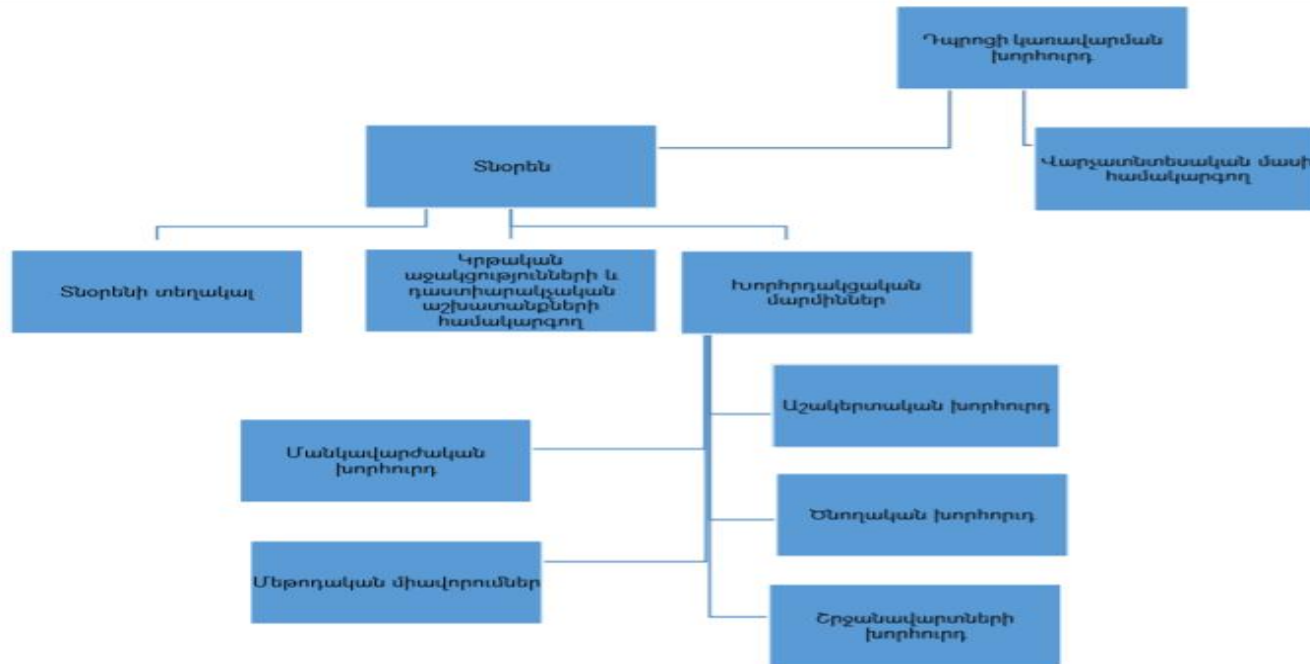 Դպրոցի կառավարման
խորհուրդ
Տնօրեն
Վարչատնտեսական մասի
համակարգող
Տնօրենի տեղակալ
Կրթական
աջակցությունների և
դաստիարակչական
աշխատանքների
համակարգող
Խորհրդակցական
մարմիններ
Աշակերտական խորհուրդ
Մանկավարժական
խորհուրդ
Ծնողական խորհորւդ
Մեթոդական միավորումներ
Շրջանավարտների
խորհուրդ